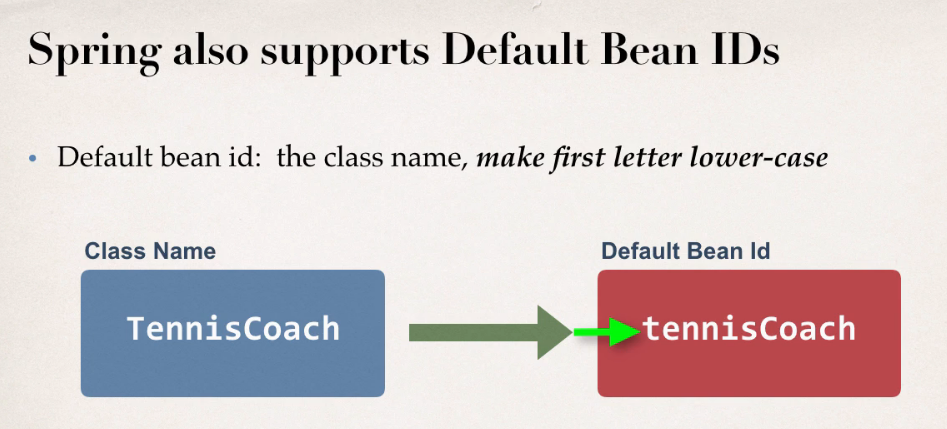 Spring also supports Default Bean IDs
• Default bean id: the class name, make first letter lower-case
Class Name
TennisCoach
Default Bean Id
tennisCoach